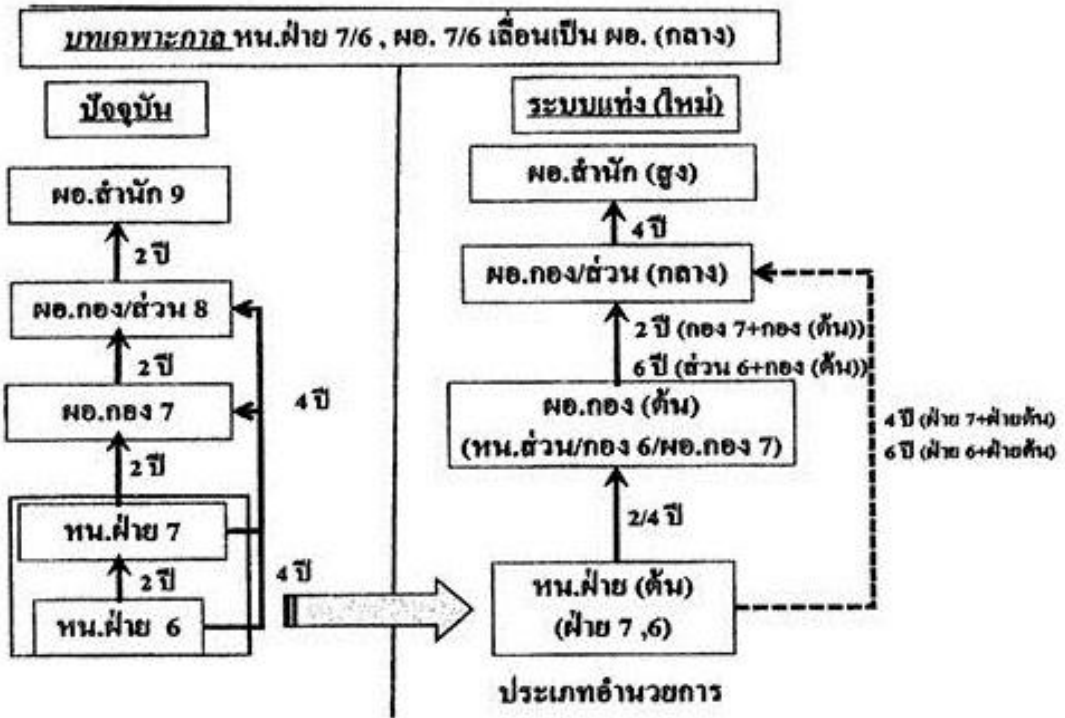 บทเฉพาะกาล หน.ฝ่าย 7/6 , ผอ. 7/6 เลื่อนเป็น ผอ. (กลาง)
ปัจจุบัน
ผอ.สำนัก 9
2 ปี
ผอ.กอง/ส่วน 8
2 ปี
ผอ.กอง 7
4 ปี
2 ปี
หน.ฝ่าย 7
2 ปี
หน.ฝ่าย 6
4 ปี
ระบบแท่ง (ใหม่)
ผอ.สำนัก (สูง)
4 ปี
ผอ.กอง/ส่วน (กลาง)
2 ปี (กอง 7+กอง (ต้น))
6 ปี (ส่วน 6+กอง (ต้น))
ผอ.กอง (ต้น)
(หน.ส่วน/กอง 6/ผอ.กอง 7)
4 ปี (ฝ่าย 7+ฝ่ายต้น)
6 ปี (ฝ่าย 6+ฝ่ายต้น)
2/4 ปี
หน.ฝ่าย (ต้น)
(ฝ่าย 7 ,6)
ประเภทอำนวยการ